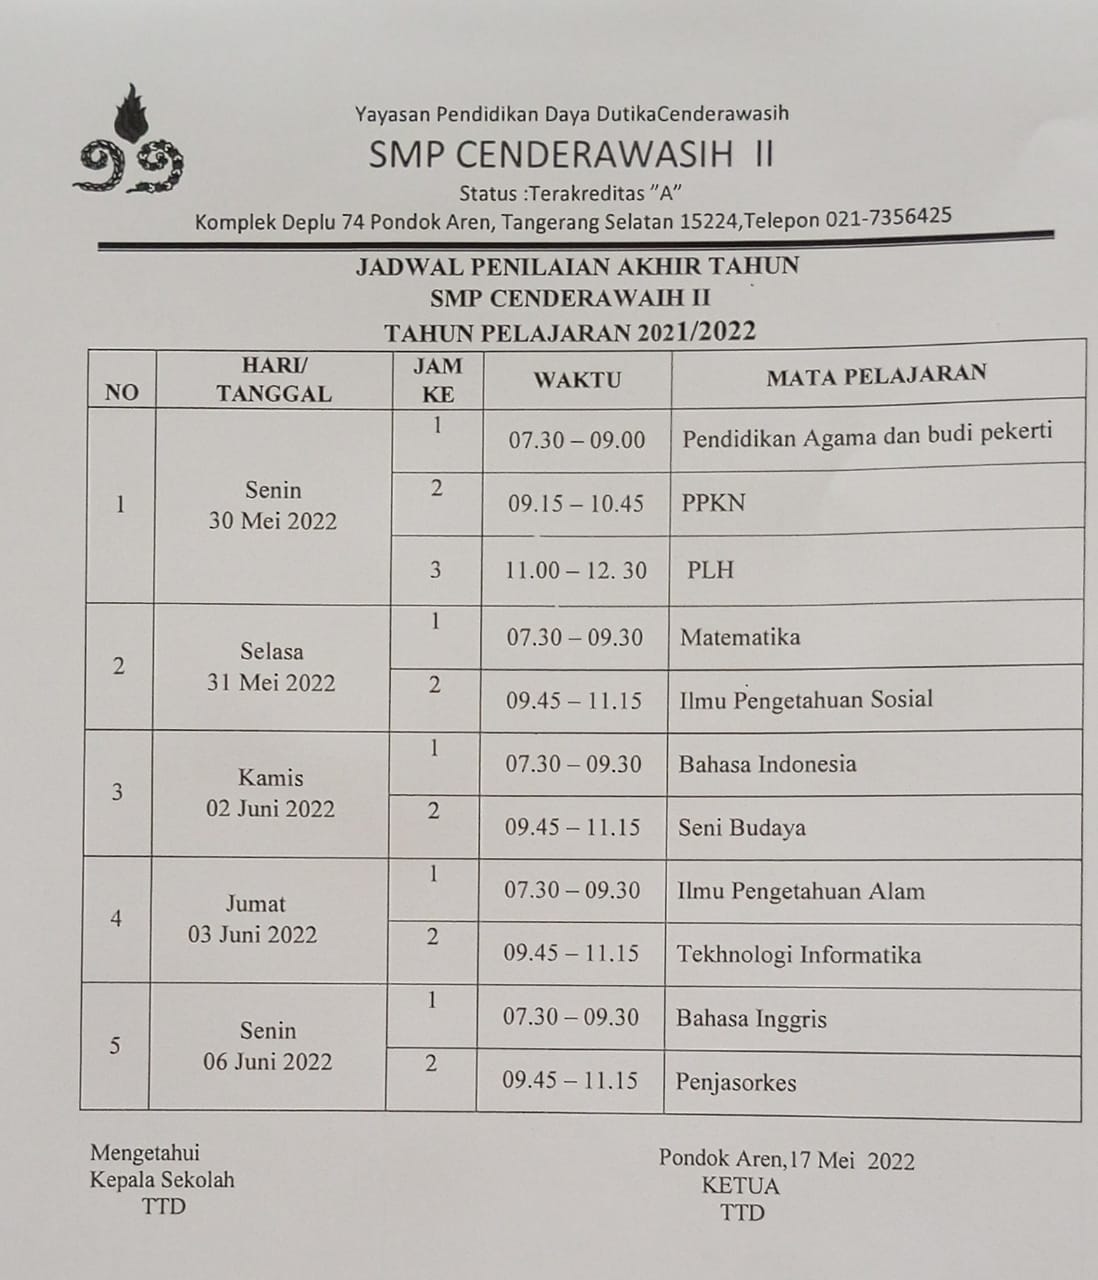 Yayasan Pendidikan Daya DutikaCenderawasih
SMP CENDERAWASIH II
Status :Terakreditas "A"
Komplek Deplu 74 Pondok Aren, Tangerang Selatan 15224,Telepon 021-7356425
JADWAL PENILAIAN AKHIR TAHUN
SMP CENDERAWAIH II
TAHUN PELAJARAN 2021/2022
NO HARI/ TANGGAL JAM KE WAKTU MATA PELAJARAN
1 Senin 30 Mei 2022 1 07.30 – 09.00 Pendidikan Agama dan budi pekerti
2 09.15 – 10.45 PPKN
3 11.00 – 12. 30 PLH
2 Selasa 31 Mei 2022 1 07.30 – 09.30 Matematika
2 09.45 – 11.15 Ilmu Pengetahuan Sosial
3 Kamis 02 Juni 2022 1 07.30 – 09.30 Bahasa Indonesia
2 09.45 – 11.15 Seni Budaya
4 Jumat 03 Juni 2022 1 07.30 – 09.30 Ilmu Pengetahuan Alam
2 09.45 – 11.15 Tekhnologi Informatika
5 Senin 06 Juni 2022 1 07.30 – 09.30 Bahasa Inggris
2 09.45 – 11.15 Penjasorkes
Mengetahui
Kepala Sekolah
TTD
Pondok Aren,17 Mei 2022
KETUA
TTD